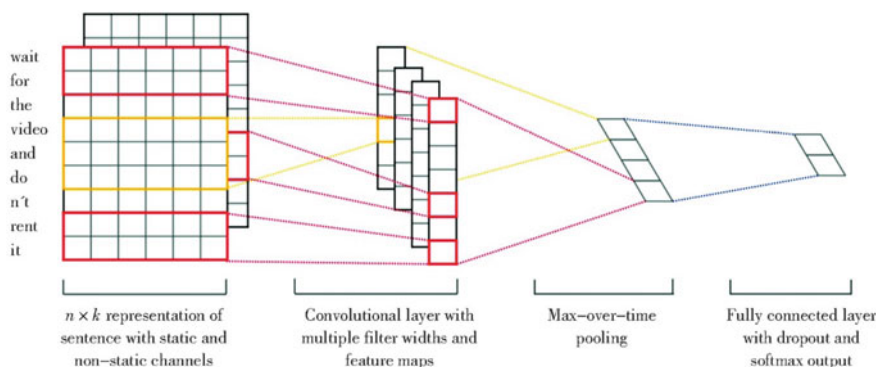 wait
for
the
video
and
do
n't
rent
it
n × k representation of
sentence with static and
non-static channels
Convolutional layer with
multiple filter widths and
feature maps
Max-over-time
pooling
Fully connected layer
with dropout and
softmax output